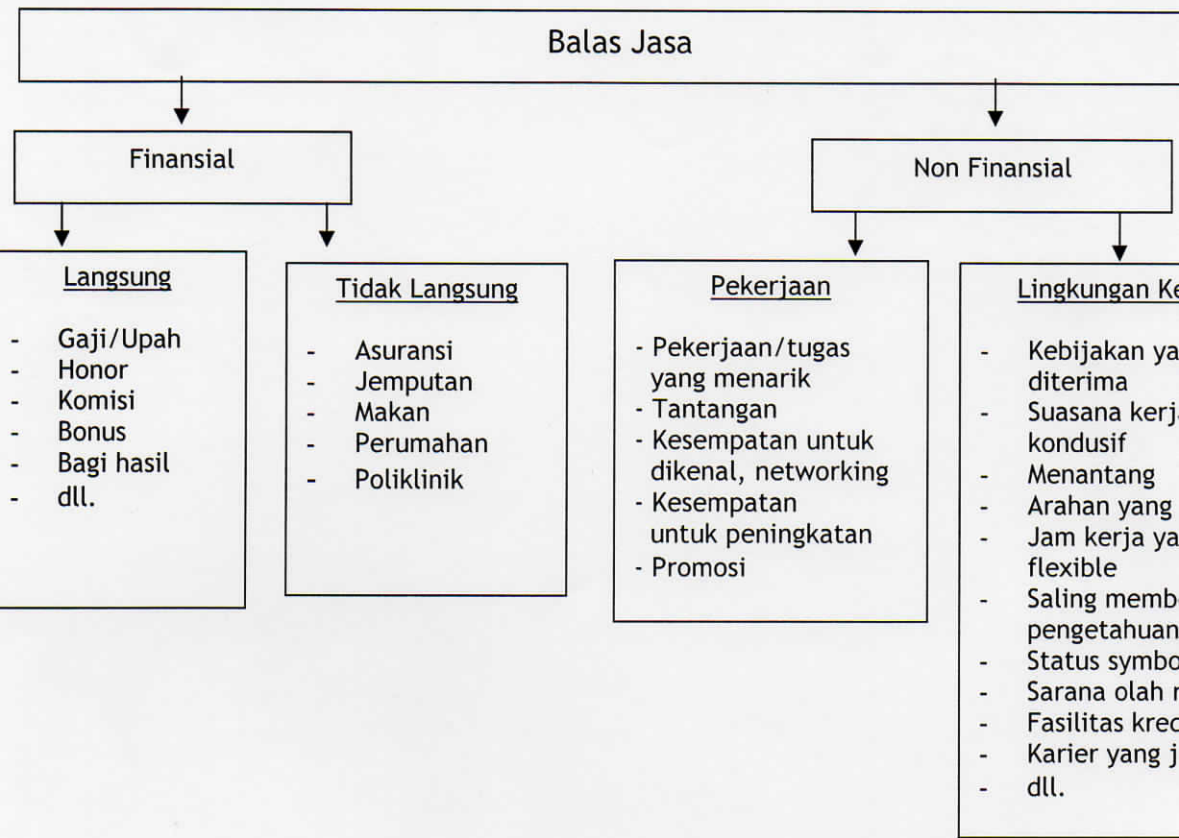 Balas Jasa
Finansial
Non Finansial
Langsung
- Gaji/Upah
- Honor
- Komisi
- Bonus
- Bagi hasil
- dll.
Tidak Langsung
- Asuransi
- Jemputan
- Makan
- Perumahan
- Poliklinik
Pekerjaan
- Pekerjaan/tugas
yang menarik
- Tantangan
- Kesempatan untuk
dikenal, networking
- Kesempatan
untuk peningkatan
- Promosi
Lingkungan
- Kebijakan
diterima
- Suasana
kondusif
- Menantang
- Arahan yang
- Jam kerja
flexible
- Saling
pengetahuan
- Status
- Sarana olah
- Fasilitas
- Karier yang
- dll.